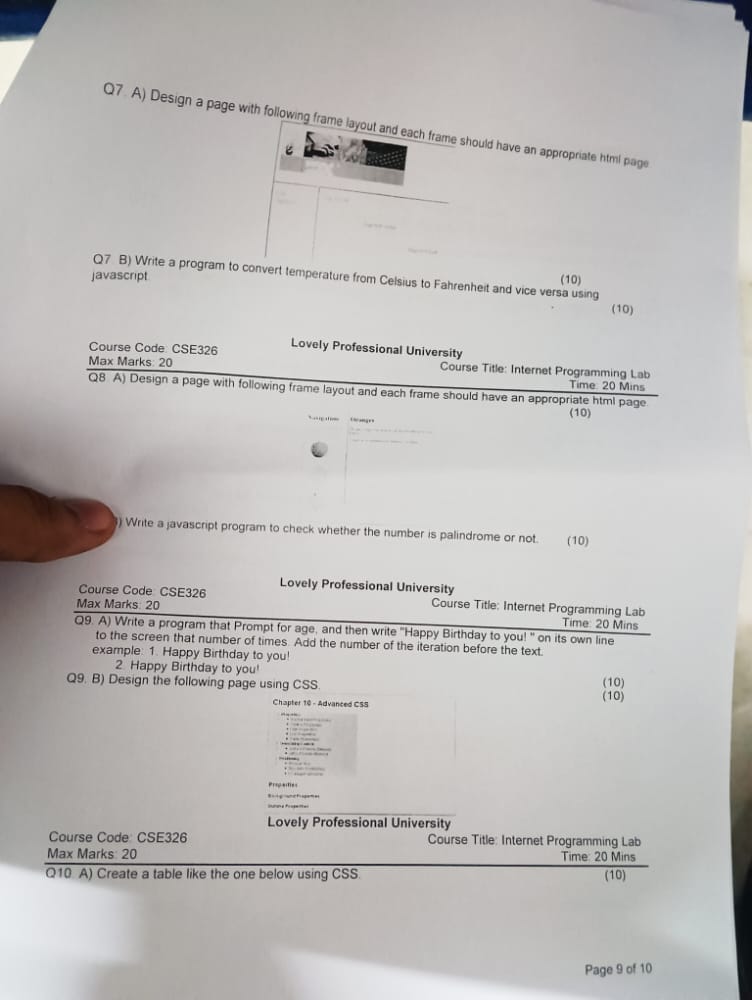 Q7. A) Design a page with following frame layout and each frame should have an appropriate html page
(10)
Q7. B) Write a program to convert temperature from Celsius to Fahrenheit and vice versa using
javascript.
(10)
Lovely Professional University
Course Code: CSE326 Course Title: Internet Programming Lab
Max Marks: 20 Time: 20 Mins
Q8. A) Design a page with following frame layout and each frame should have an appropriate html page.
(10)
) Write a javascript program to check whether the number is palindrome or not. (10)
Lovely Professional University
Course Code: CSE326 Course Title: Internet Programming Lab
Max Marks: 20 Time: 20 Mins
Q9. A) Write a program that Prompt for age, and then write "Happy Birthday to you! " on its own line
to the screen that number of times. Add the number of the iteration before the text.
example: 1. Happy Birthday to you!
2. Happy Birthday to you! (10)
Q9. B) Design the following page using CSS. (10)
Chapter 10 - Advanced CSS
Properties
Background Properties
Outline Properties
Lovely Professional University
Course Code: CSE326 Course Title: Internet Programming Lab
Max Marks: 20 Time: 20 Mins
Q10. A) Create a table like the one below using CSS. (10)
Page 9 of 10